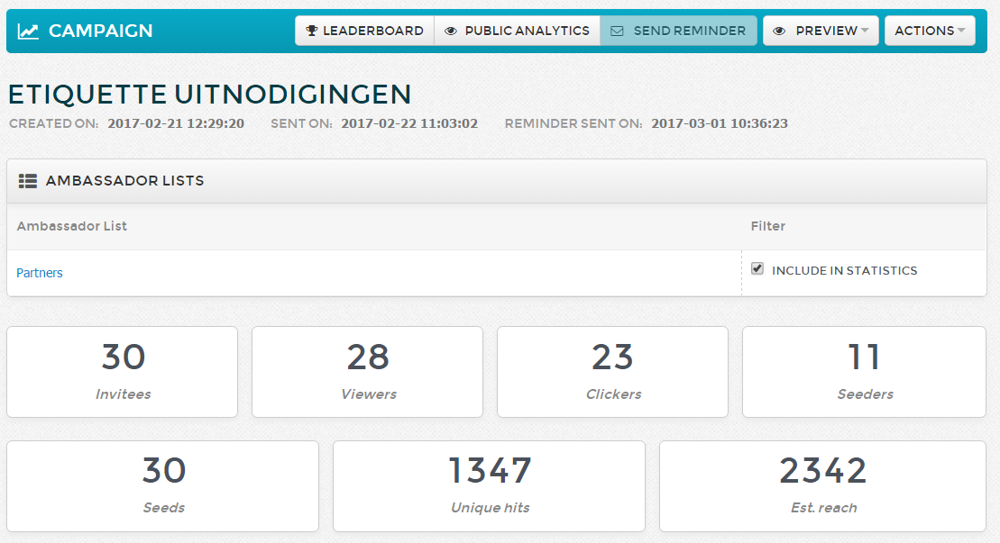 CAMPAIGN LEADERBOARD PUBLIC ANALYTICS SEND REMINDER PREVIEW ACTIONS
ETIQUETTE UITNODIGINGEN
CREATED ON: 2017-02-21 12:29:20 SENT ON: 2017-02-22 11:03:02 REMINDER SENT ON: 2017-03-01 10:36:23
AMBASSADOR LISTS
Ambassador List Filter
Partners INCLUDE IN STATISTICS
30 28 23 11
Invitees Viewers Clickers Seeders
30 1347 2342
Seeds Unique hits Est. reach